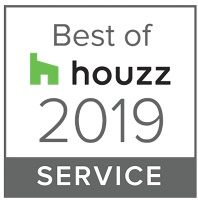 Best of
houzz
2019
SERVICE